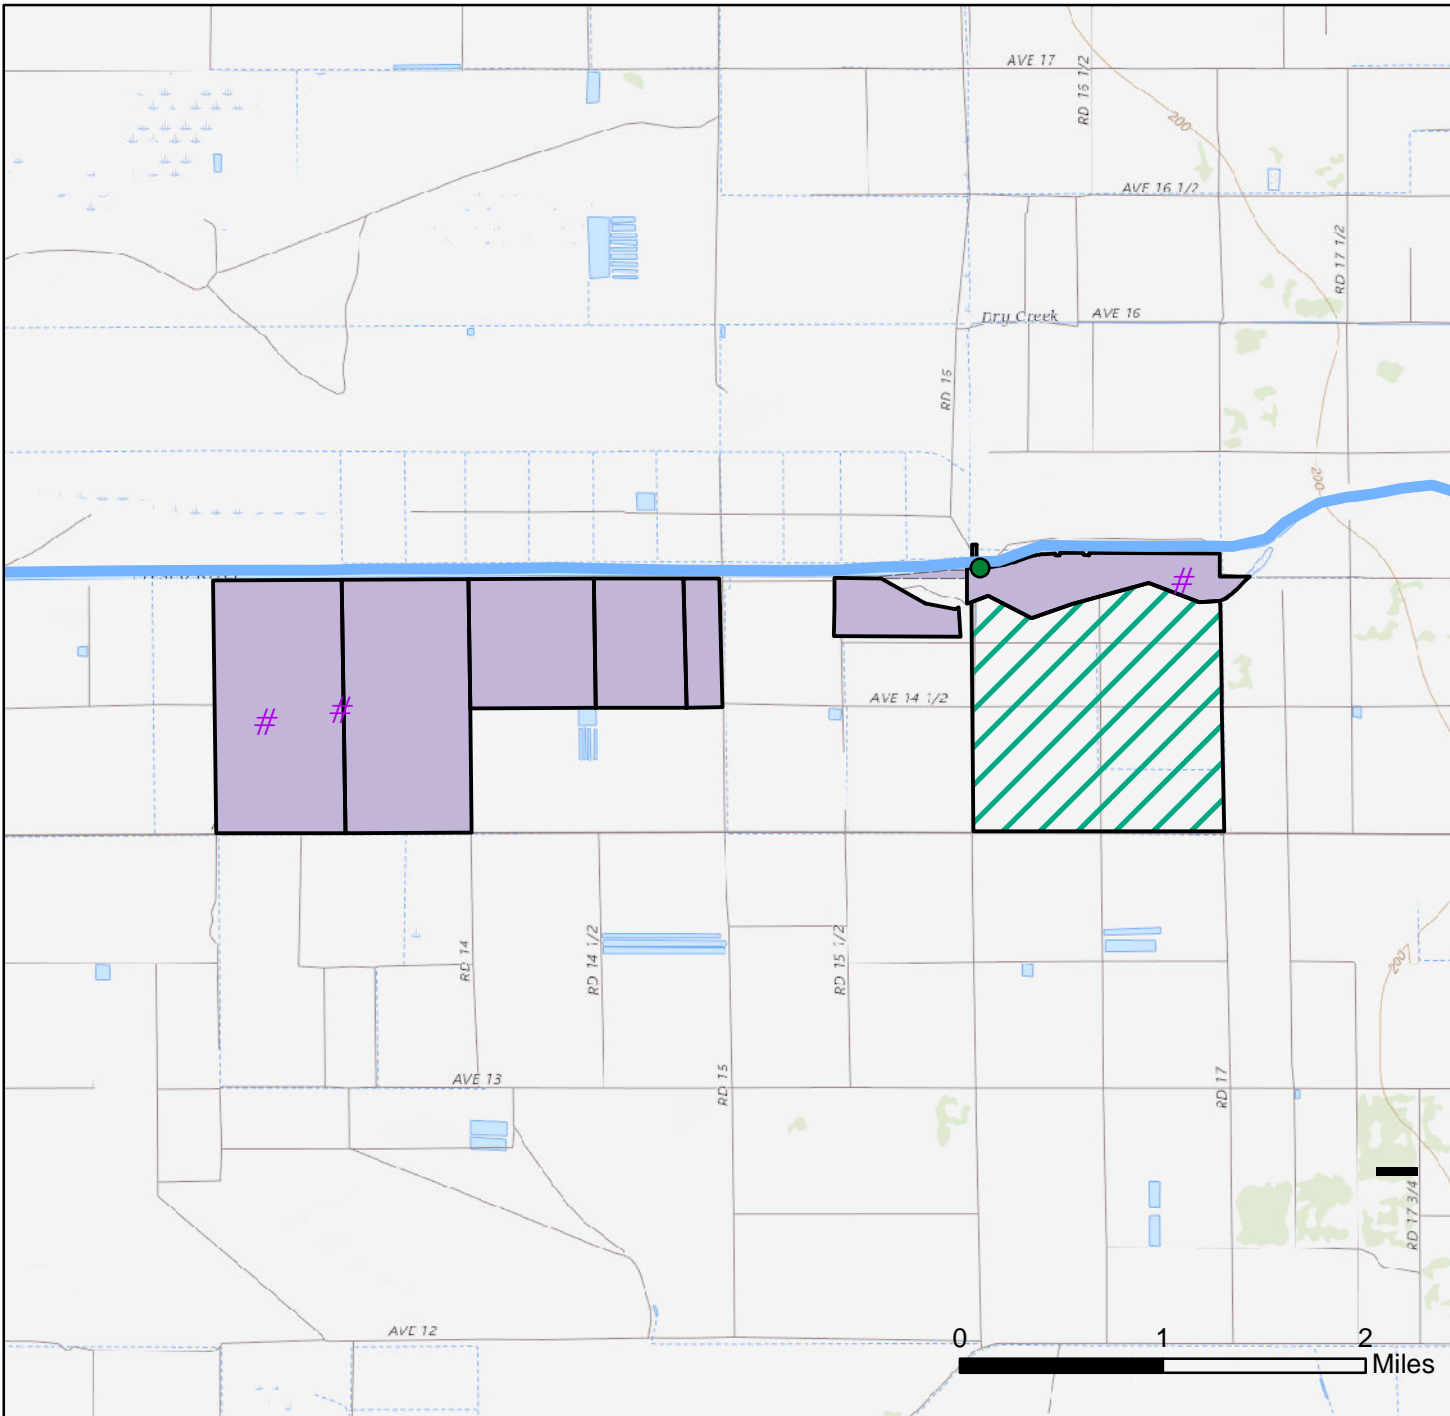 AVE 17
RD 16 1/2
200
AVE 16 1/2
RD 17 1/2
Dry Creek
AVE 16
RD 16
200
#
AVE 14 1/2
#
#
RD 14
RD 14 1/2
RD 15 1/2
200
AVE 13
RD 15
RD 17
RD 17 3/4
AVE 12
0 1 2
Miles